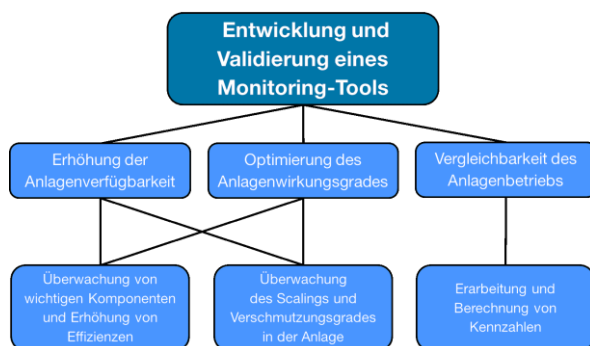 Entwicklung und
Validierung eines
Monitoring-Tools
Erhöhung der
Anlagenverfügbarkeit
Optimierung des
Anlagenwirkungsgrades
Vergleichbarkeit des
Anlagenbetriebs
Überwachung von
wichtigen Komponenten
und Erhöhung von
Effizienzen
Überwachung
des Scalings und
Verschmutzungsgrades
in der Anlage
Erarbeitung und
Berechnung von
Kennzahlen